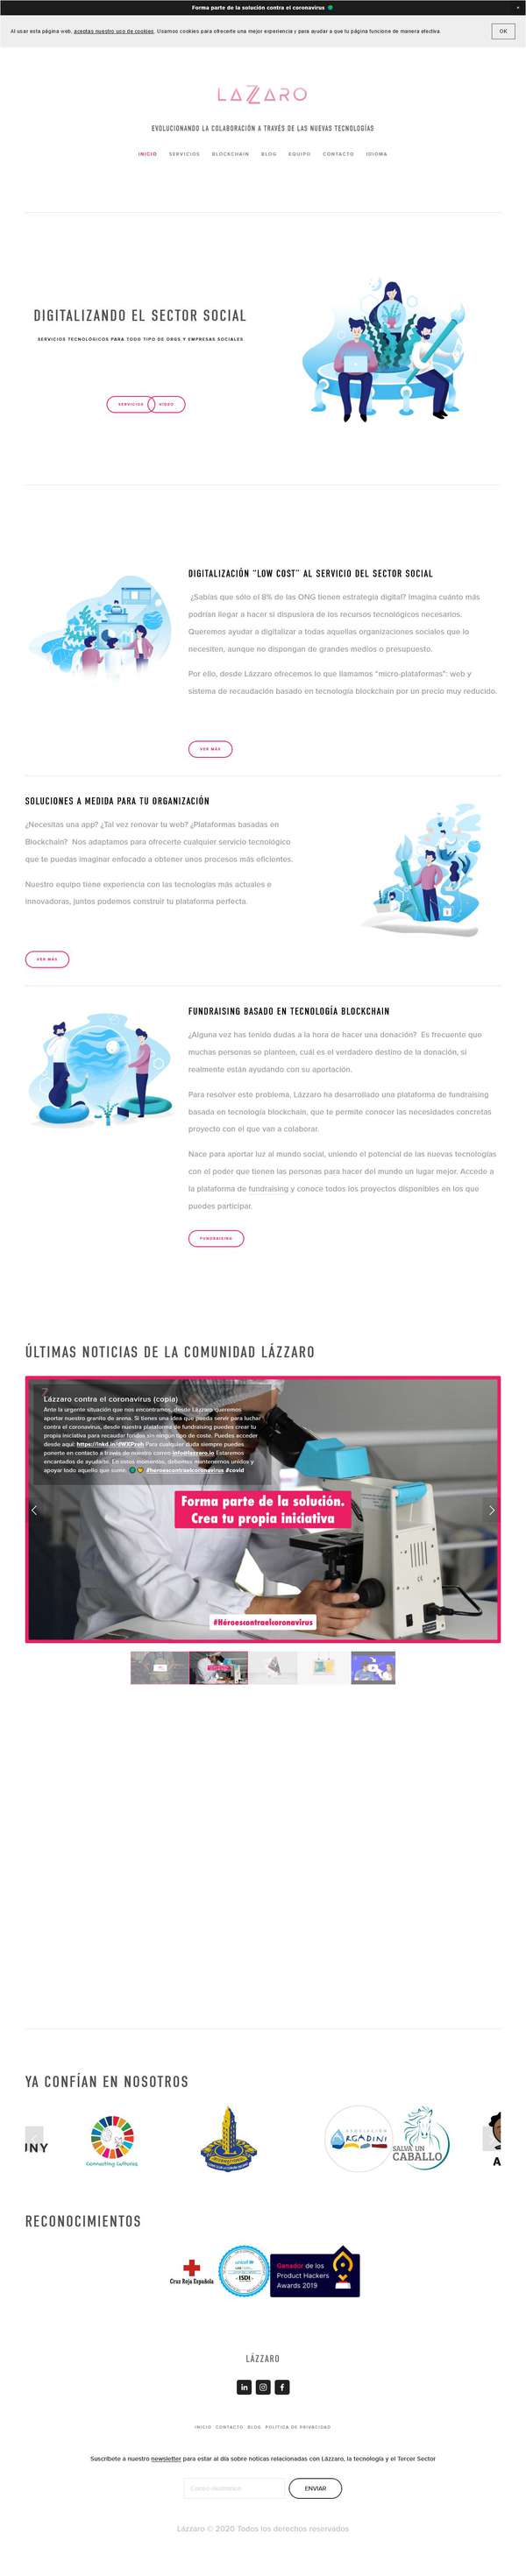 Forma parte de la solución contra el coronavirus
Al usar esta página web, aceptas nuestro uso de cookies. Usamos cookies para ofrecerte una mejor experiencia y para ayudar a que tu página funcione de manera efectiva.
OK
LAZZARO
EVOLUCIONANDO LA COLABORACIÓN A TRAVÉS DE LAS NUEVAS TECNOLOGÍAS
INICIO SERVICIOS BLOCKCHAIN BLOG EQUIPO CONTACTO IDIOMA
DIGITALIZANDO EL SECTOR SOCIAL
SERVICIOS TECNOLÓGICOS PARA TODO TIPO DE ORGS Y EMPRESAS SOCIALES
SERVICIOS VIDEO
DIGITALIZACIÓN "LOW COST" AL SERVICIO DEL SECTOR SOCIAL
¿Sabías que sólo el 8% de las ONG tienen estrategia digital? Imagina cuánto más
podrían llegar a hacer si dispusiera de los recursos tecnológicos necesarios.
Queremos ayudar a digitalizar a todas aquellas organizaciones sociales que lo
necesiten, aunque no dispongan de grandes medios o presupuesto.
Por ello, desde Lázzaro ofrecemos lo que llamamos "micro-plataformas": web y
sistema de recaudación basado en tecnología blockchain por un precio muy reducido.
VER MÁS
SOLUCIONES A MEDIDA PARA TU ORGANIZACIÓN
¿Necesitas una app? ¿Tal vez renovar tu web? ¿Plataformas basadas en
Blockchain? Nos adaptamos para ofrecerte cualquier servicio tecnológico
que te puedas imaginar enfocado a obtener unos procesos más eficientes.
Nuestro equipo tiene experiencia con las tecnologías más actuales e
innovadoras, juntos podemos construir tu plataforma perfecta.
VER MÁS
FUNDRAISING BASADO EN TECNOLOGÍA BLOCKCHAIN
¿Alguna vez has tenido dudas a la hora de hacer una donación? Es frecuente que
muchas personas se planteen, cuál es el verdadero destino de la donación, si
realmente están ayudando con su aportación.
Para resolver este problema, Lázzaro ha desarrollado una plataforma de fundraising
basada en tecnología blockchain, que te permite conocer las necesidades concretas
proyecto con el que van a colaborar.
Nace para aportar luz al mundo social, uniendo el potencial de las nuevas tecnologías
con el poder que tienen las personas para hacer del mundo un lugar mejor. Accede a
la plataforma de fundraising y conoce todos los proyectos disponibles en los que
puedes participar.
FUNDRAISING
ÚLTIMAS NOTICIAS DE LA COMUNIDAD LÁZZARO
Lázzaro contra el coronavirus (copia)
Ante la urgente situación que nos encontramos, desde Lázzaro queremos
aportar nuestro granito de arena. Si tienes una idea que pueda servir para luchar
contra el coronavirus, desde nuestra plataforma de fundraising puedes crear tu
propia iniciativa para recaudar fondos sin ningún tipo de coste. Puedes acceder
desde aquí: https://lnkd.in/dWXPxeh Para cualquier duda siempre puedes
ponerte en contacto a través de nuestro correo info@lazzaro.io Estaremos
encantados de ayudarte. En estos momentos, debemos mantenernos unidos y
apoyar todo aquello que sume. #heroescontraelcoronavirus #covid
Forma parte de la solución.
Crea tu propia iniciativa
#Héroescontraelcoronavirus
YA CONFÍAN EN NOSOTROS
UNY
Connecting Cultures
INTERNATIONAL
ASOCIACIÓN
ARGADINI
SALVA UN
CABALLO
A
RECONOCIMIENTOS
Cruz Roja Española
ISDI
Ganador de los
Product Hackers
Awards 2019
LÁZZARO
INICIO CONTACTO BLOG POLÍTICA DE PRIVACIDAD
Suscríbete a nuestro newsletter para estar al día sobre noticas relacionadas con Lázzaro, la tecnología y el Tercer Sector
Correo electrónico
ENVIAR
Lázzaro © 2020 Todos los derechos reservados